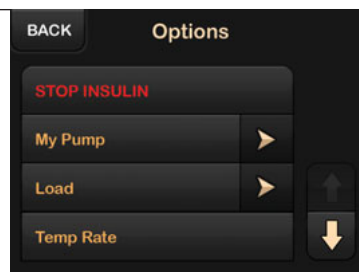 BACK
Options
STOP INSULIN
My Pump
Load
Temp Rate